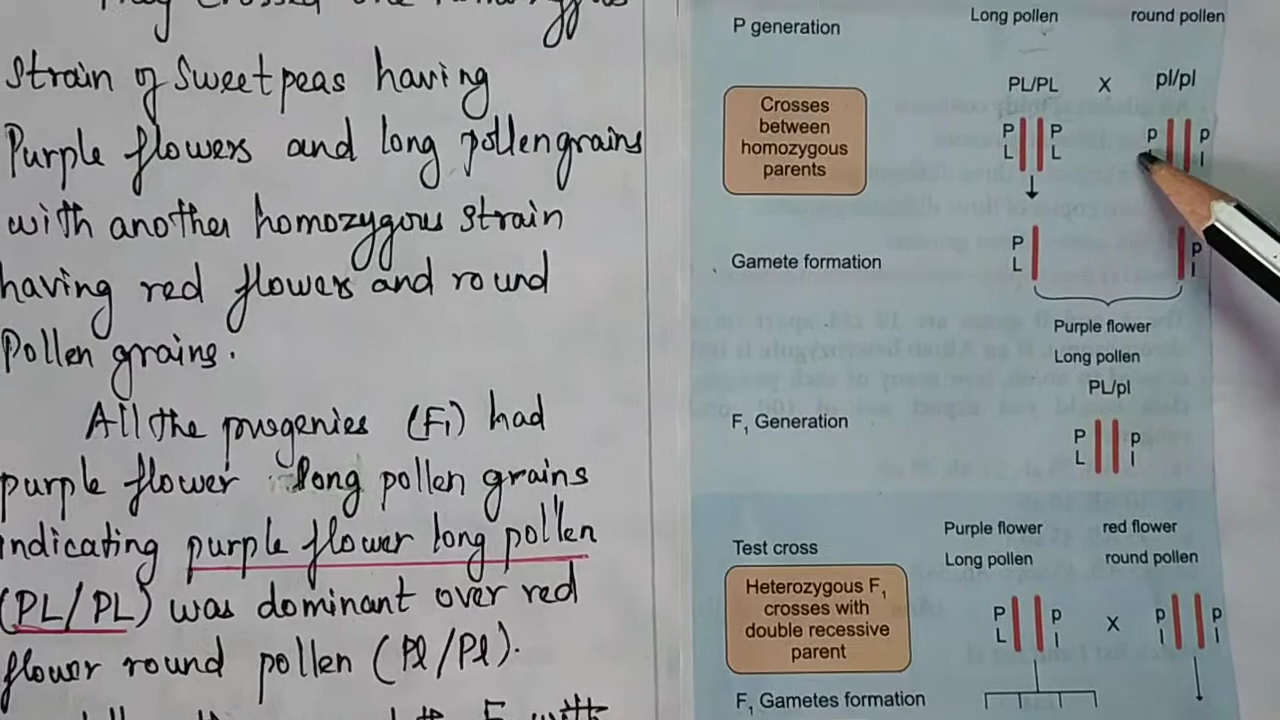 strain of Sweetpeas having
Purple flowers and long pollengrains
with another homozygous strain
having red flowers and round
Pollen grains.
All the progenies (F1) had
purple flower long pollen grains
indicating purple flower long pollen
(PL/PL) was dominant over red
flower round pollen (Pl/Pl).
Long pollen round pollen
P generation
PL/PL X pl/pl
Crosses
between
homozygous
parents
P P p p
L L l
Gamete formation
P p
L l
Purple flower
Long pollen
PL/pl
F1 Generation
P p
L l
Purple flower red flower
Test cross
Long pollen round pollen
Heterozygous F1
crosses with
double recessive
parent
P p X p p
L l l l
F1 Gametes formation